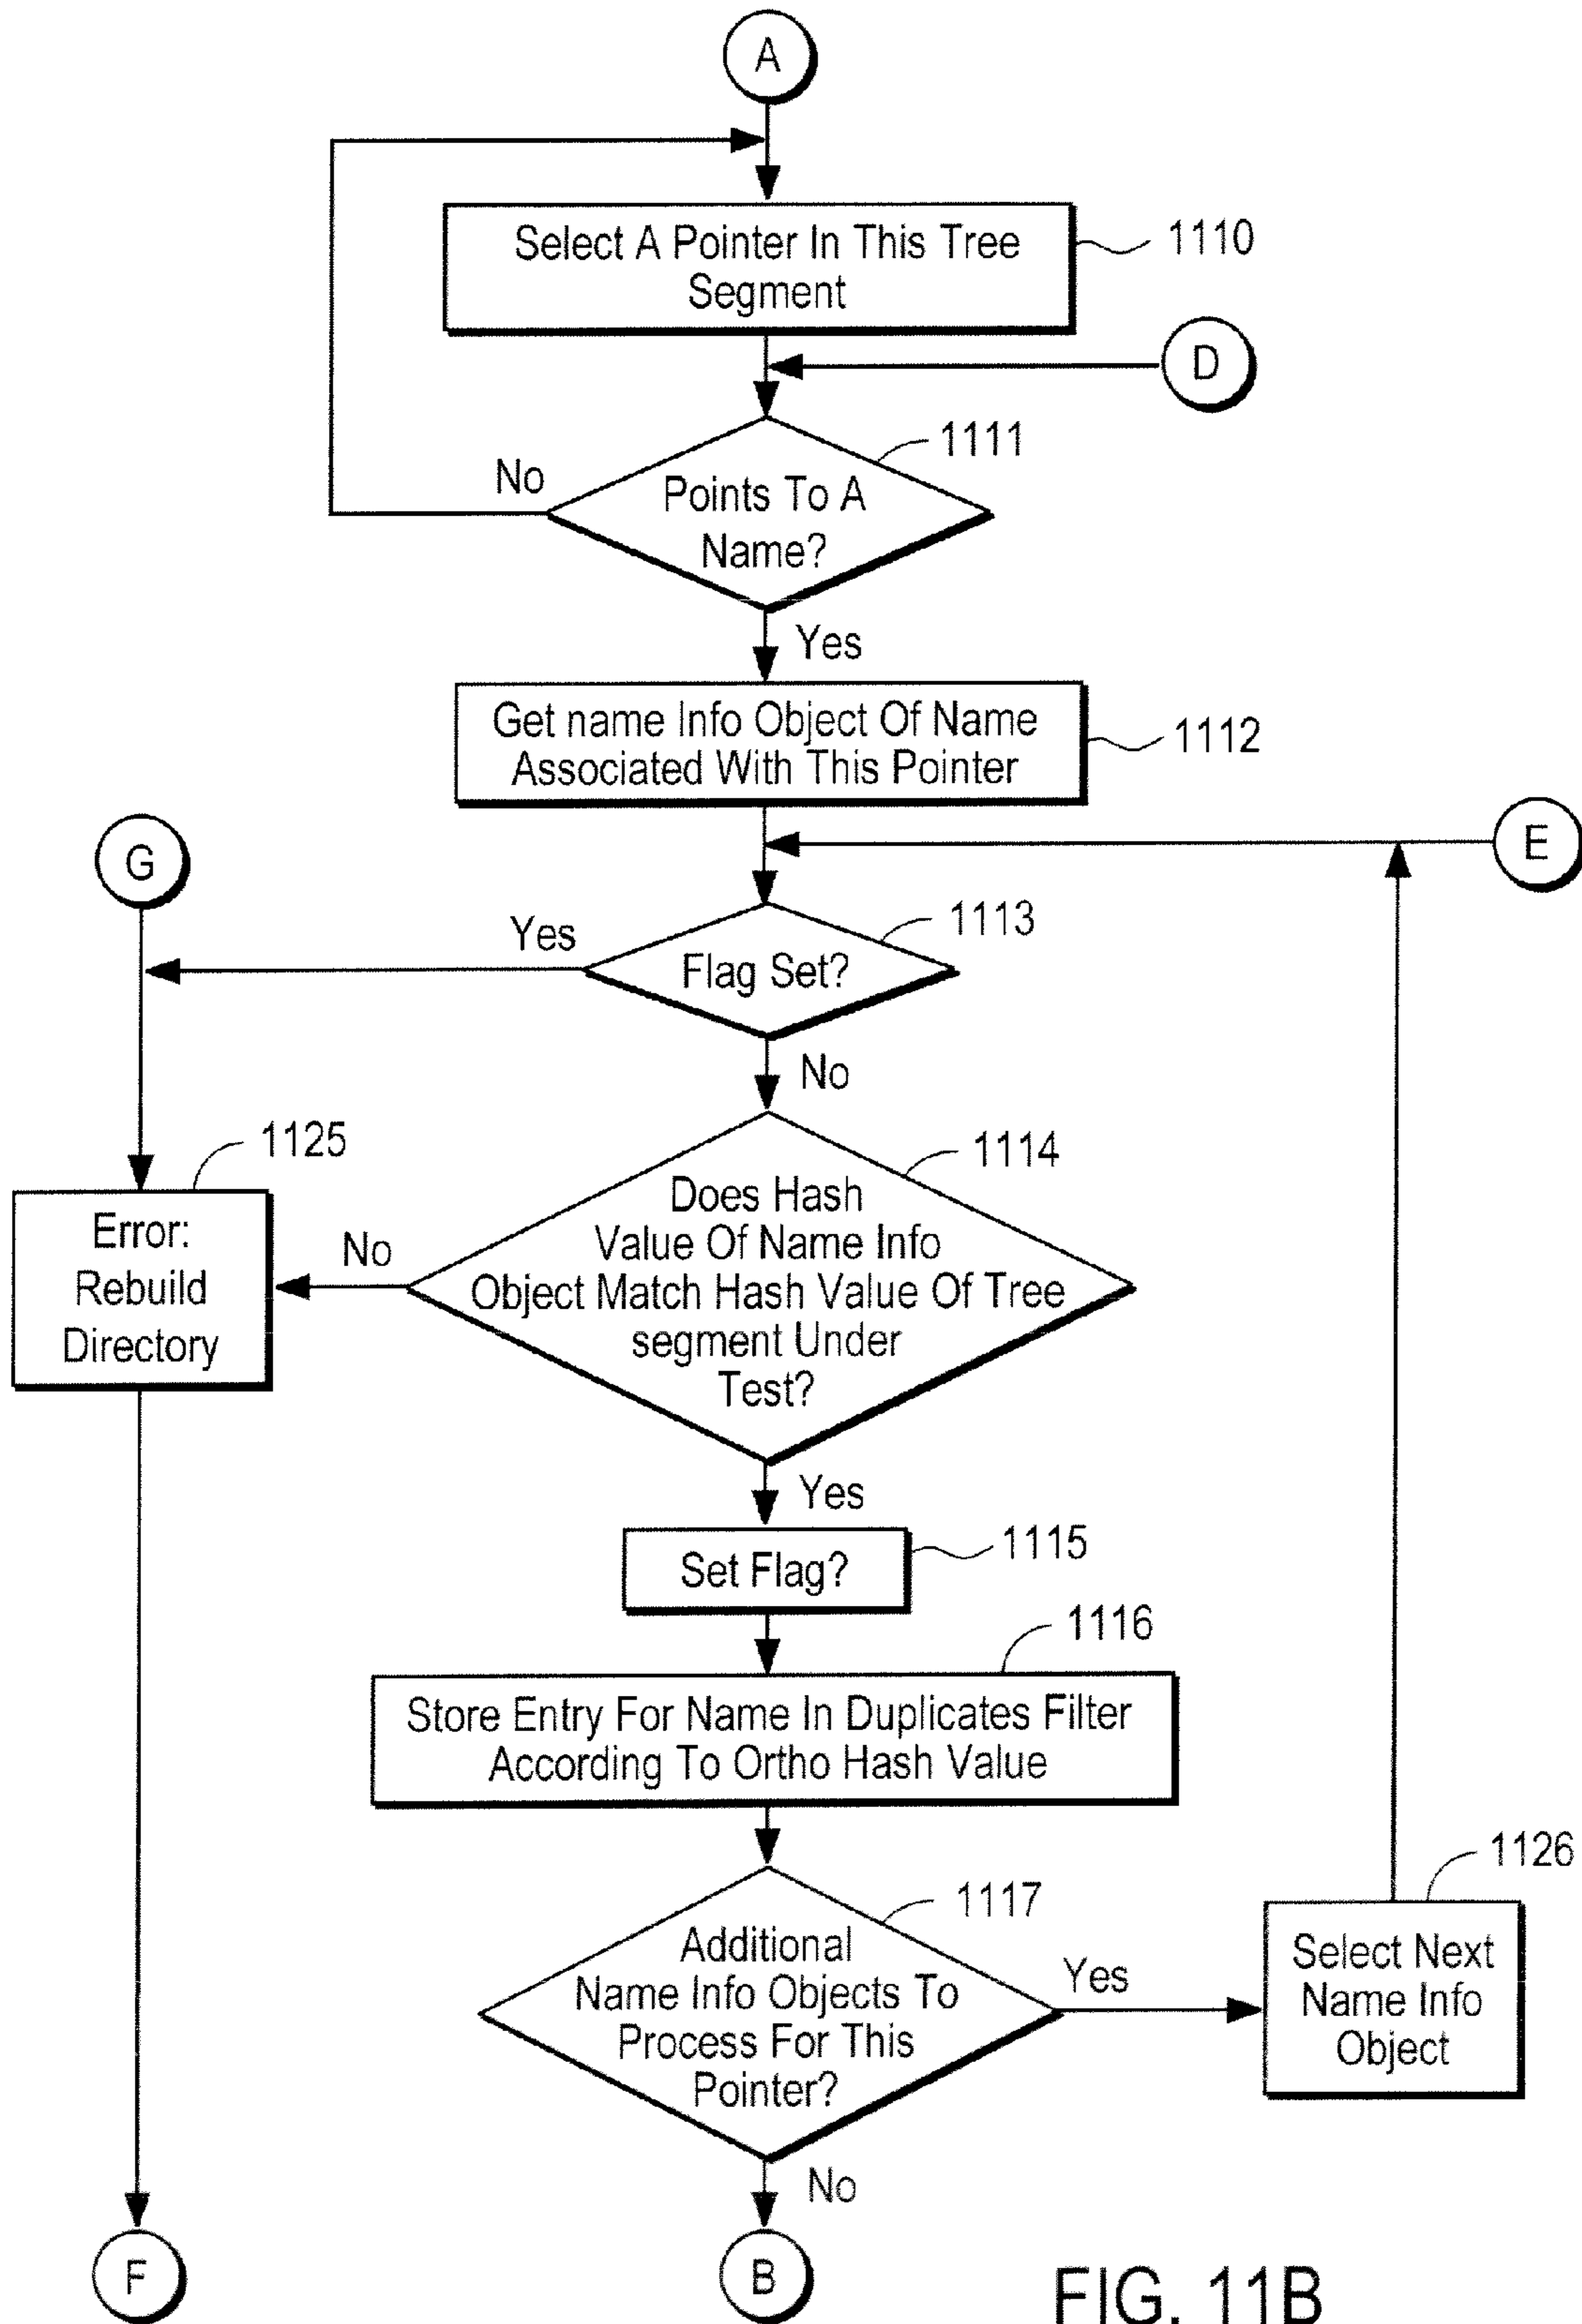 A
Select A Pointer In This Tree
Segment
1110
D
1111
No
Points To A
Name?
Yes
Get name Info Object Of Name
Associated With This Pointer
1112
G
E
1113
Yes
Flag Set?
No
1125
1114
Error:
Rebuild
Directory
No
Does Hash
Value Of Name Info
Object Match Hash Value Of Tree
segment Under
Test?
Yes
Set Flag?
1115
1116
Store Entry For Name In Duplicates Filter
According To Ortho Hash Value
1117
1126
Additional
Name Info Objects To
Process For This
Pointer?
Yes
Select Next
Name Info
Object
No
F
B
FIG. 11B